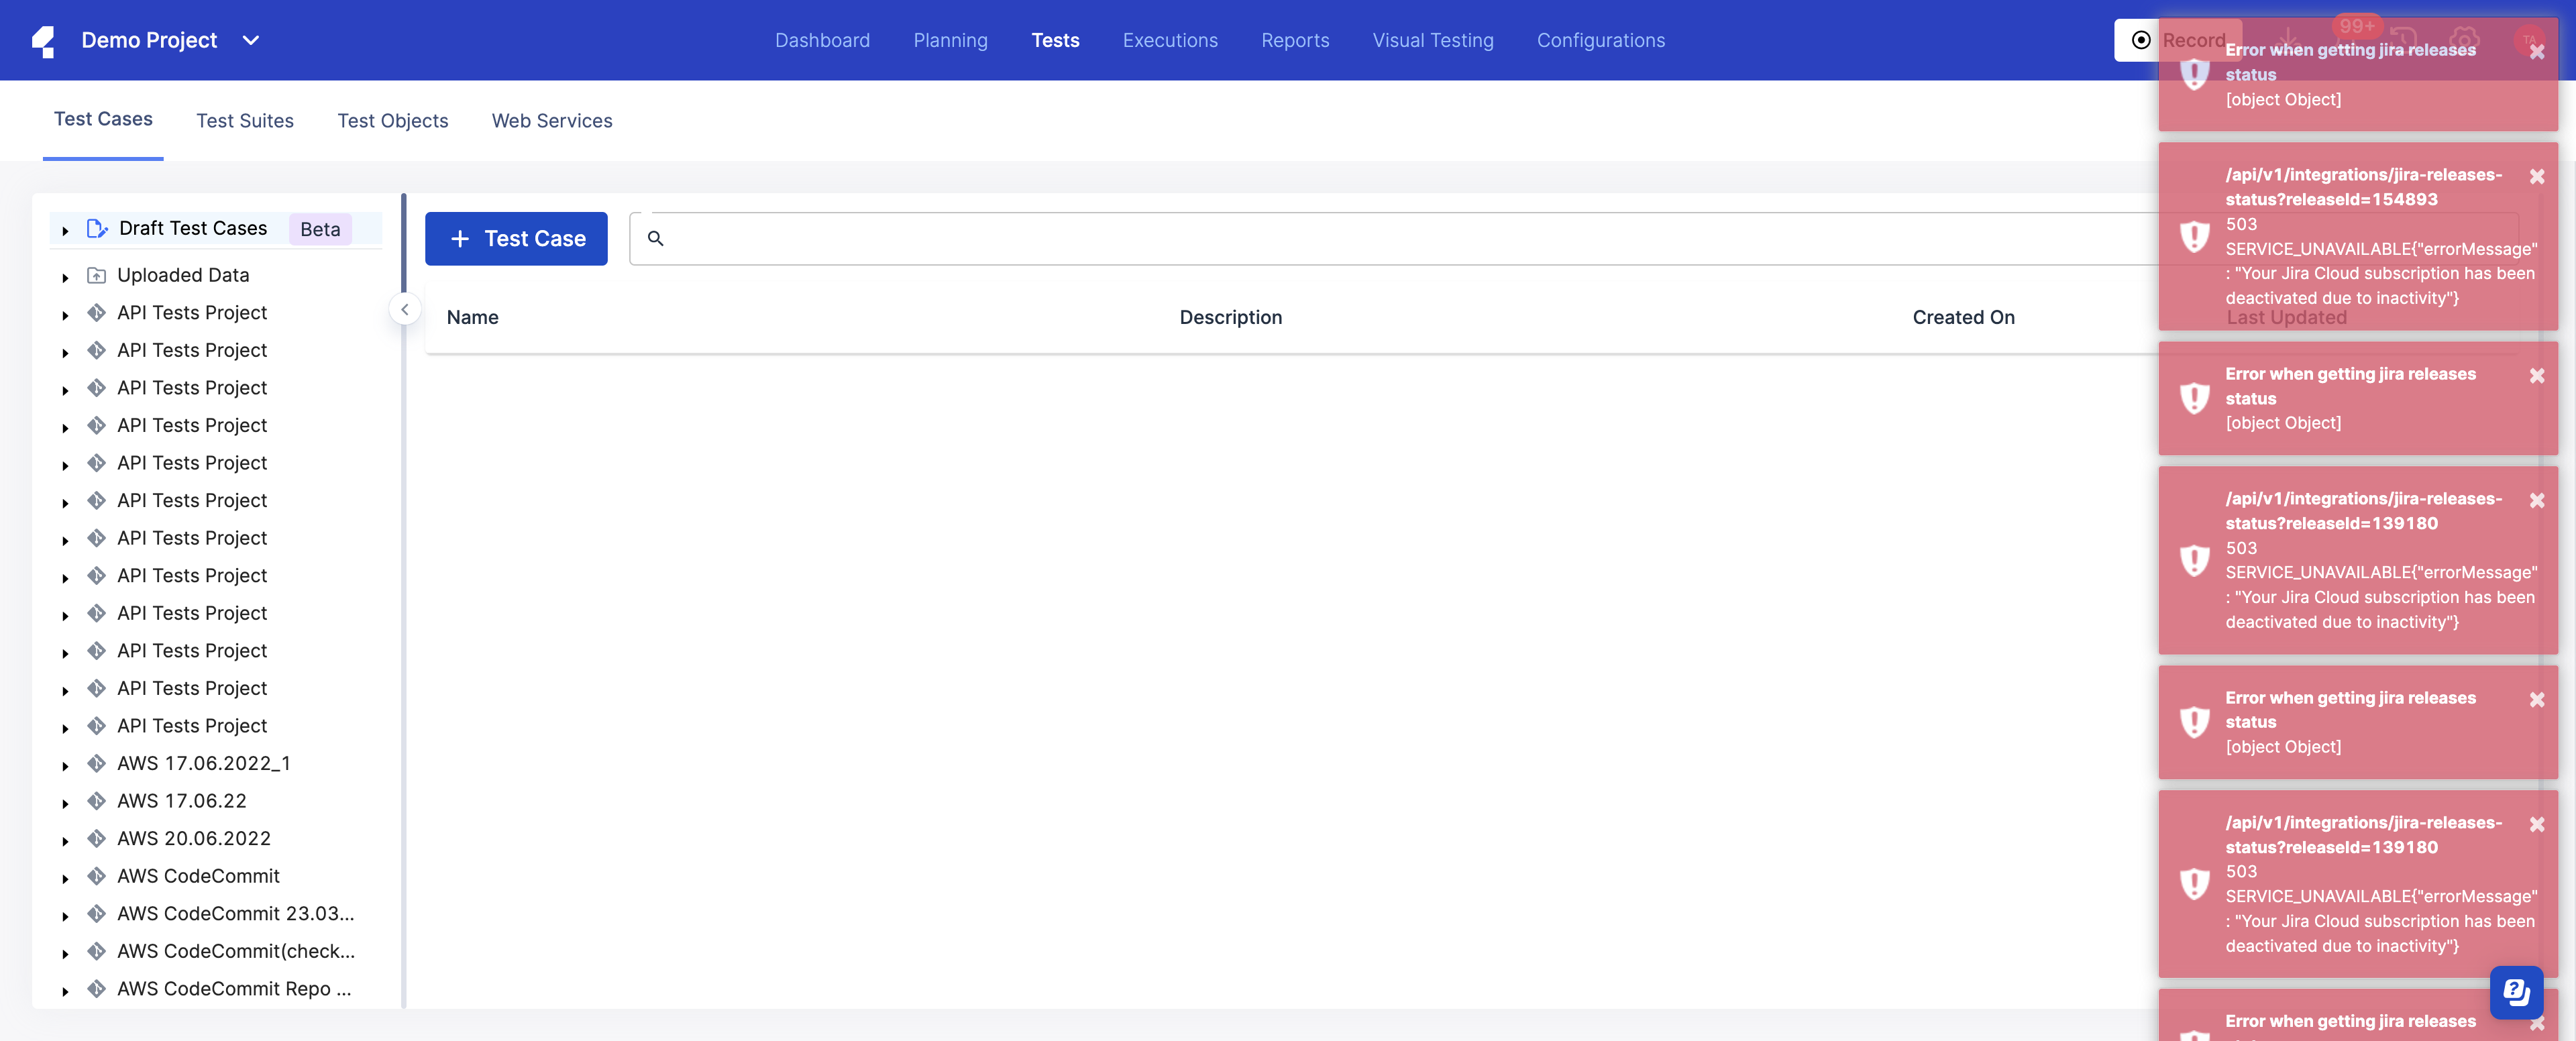 Demo Project
Dashboard
Planning
Tests
Executions
Reports
Visual Testing
Configurations
Record
99+
TA
Test Cases
Test Suites
Test Objects
Web Services
Draft Test Cases
Beta
Uploaded Data
API Tests Project
API Tests Project
API Tests Project
API Tests Project
API Tests Project
API Tests Project
API Tests Project
API Tests Project
API Tests Project
API Tests Project
API Tests Project
API Tests Project
AWS 17.06.2022_1
AWS 17.06.22
AWS 20.06.2022
AWS CodeCommit
AWS CodeCommit 23.03...
AWS CodeCommit(check...
AWS CodeCommit Repo ...
+ Test Case
Name
Description
Created On
Last Updated
Error when getting jira releases
status
[object Object]
/api/v1/integrations/jira-releases-
status?releaseId=154893
503
SERVICE_UNAVAILABLE{"errorMessage"
: "Your Jira Cloud subscription has been
deactivated due to inactivity"}
Error when getting jira releases
status
[object Object]
/api/v1/integrations/jira-releases-
status?releaseId=139180
503
SERVICE_UNAVAILABLE{"errorMessage"
: "Your Jira Cloud subscription has been
deactivated due to inactivity"}
Error when getting jira releases
status
[object Object]
/api/v1/integrations/jira-releases-
status?releaseId=139180
503
SERVICE_UNAVAILABLE{"errorMessage"
: "Your Jira Cloud subscription has been
deactivated due to inactivity"}
Error when getting jira releases